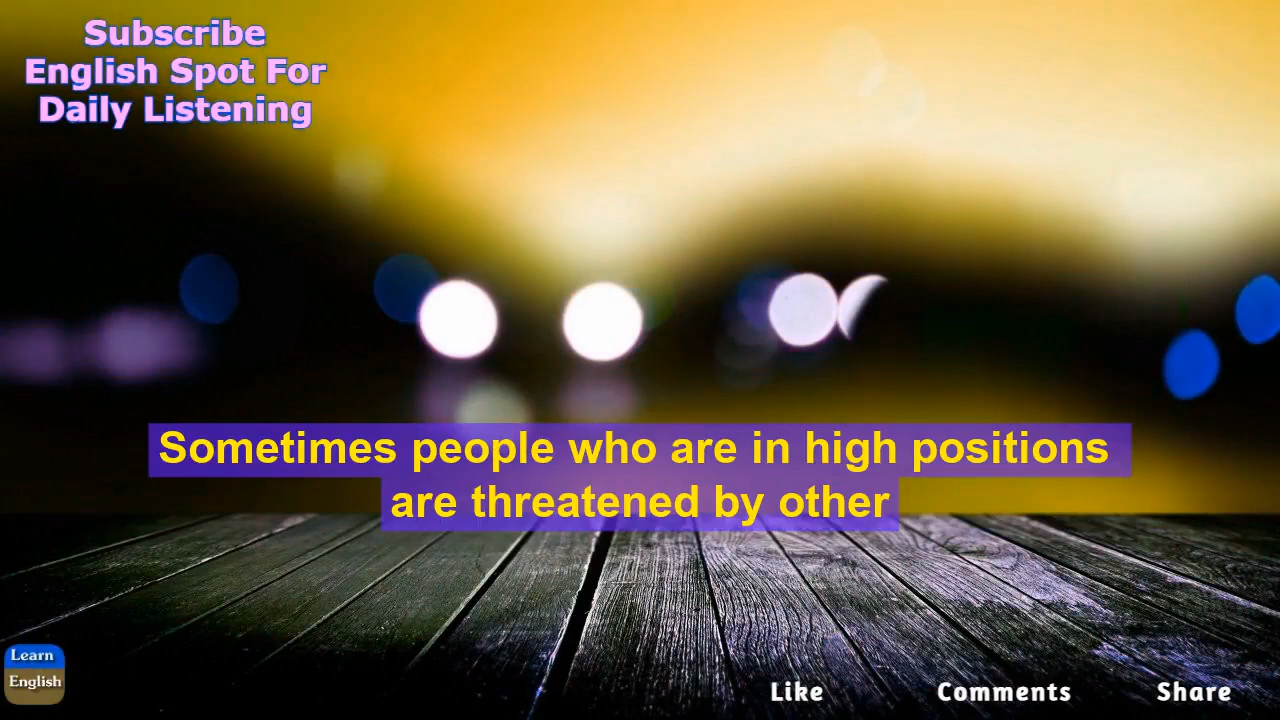 Subscribe
English Spot For
Daily Listening
Sometimes people who are in high positions
are threatened by other
Learn
English
Like
Comments
Share